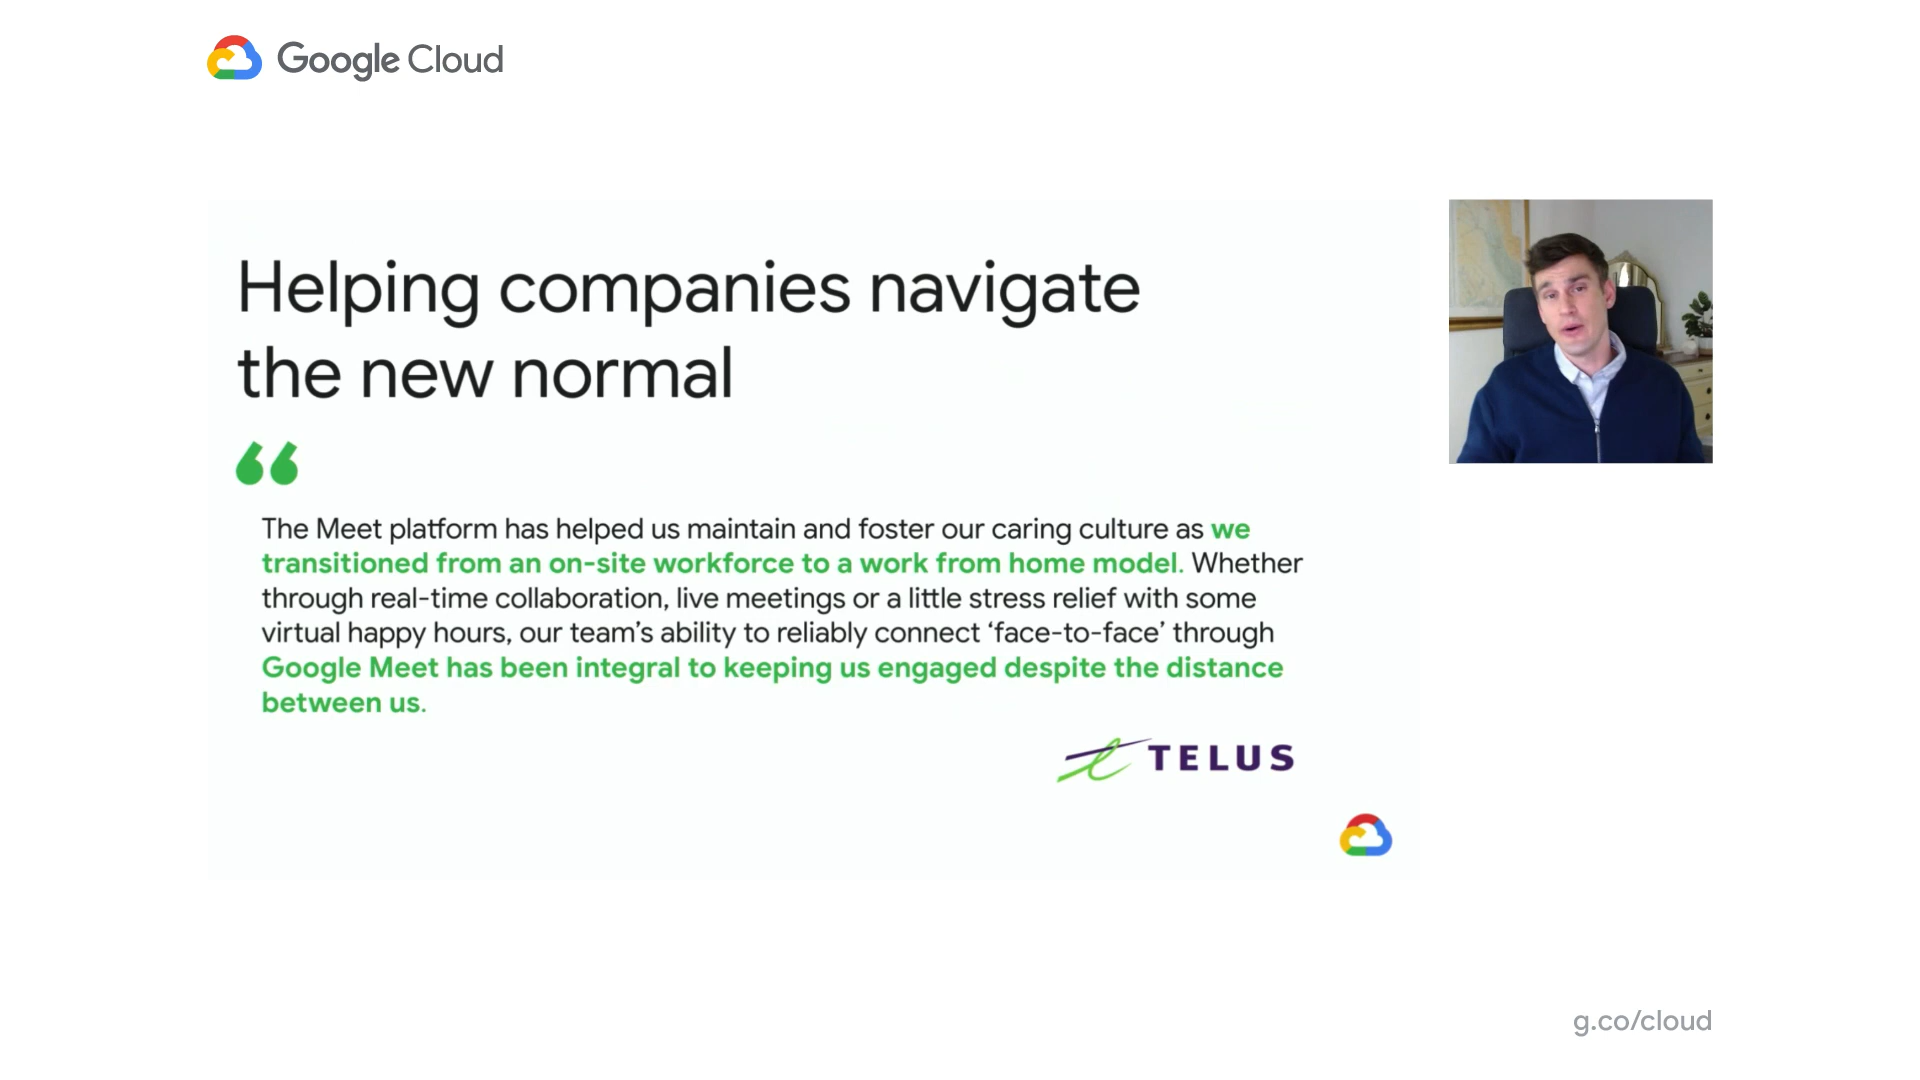 Google Cloud
Helping companies navigate
the new normal
“
The Meet platform has helped us maintain and foster our caring culture as we
transitioned from an on-site workforce to a work from home model. Whether
through real-time collaboration, live meetings or a little stress relief with some
virtual happy hours, our team’s ability to reliably connect ‘face-to-face’ through
Google Meet has been integral to keeping us engaged despite the distance
between us.
TELUS
g.co/cloud